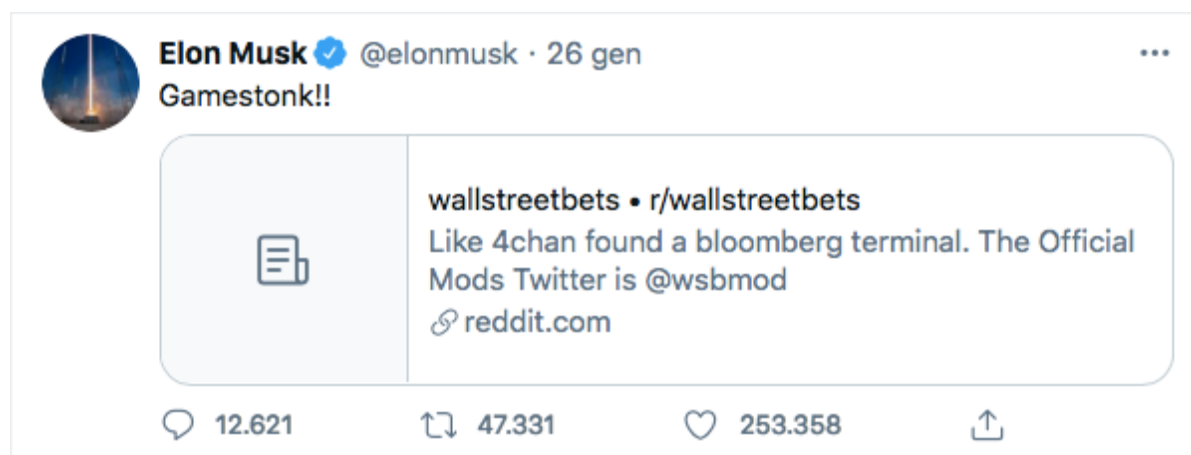 Elon Musk @elonmusk · 26 gen
Gamestonk!!
wallstreetbets • r/wallstreetbets
Like 4chan found a bloomberg terminal. The Official
Mods Twitter is @wsbmod
reddit.com
12.621 47.331 253.358